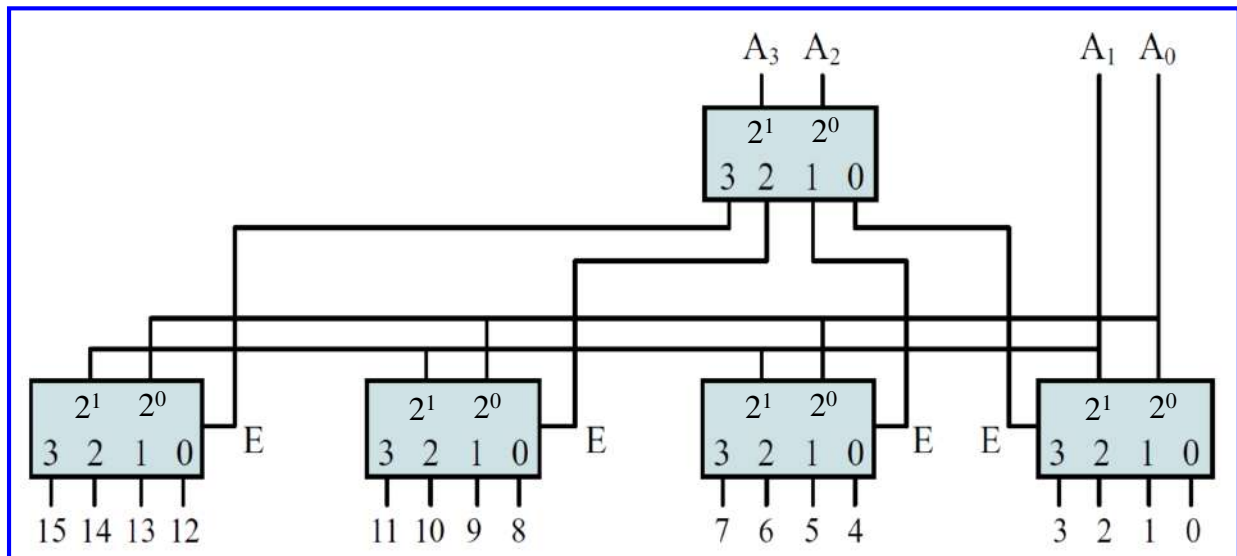 A₃ A₂ A₁ A₀
2¹ 2⁰
3 2 1 0
2¹ 2⁰ 2¹ 2⁰ 2¹ 2⁰ 2¹ 2⁰
E E E E
3 2 1 0 3 2 1 0 3 2 1 0 3 2 1 0
15 14 13 12 11 10 9 8 7 6 5 4 3 2 1 0